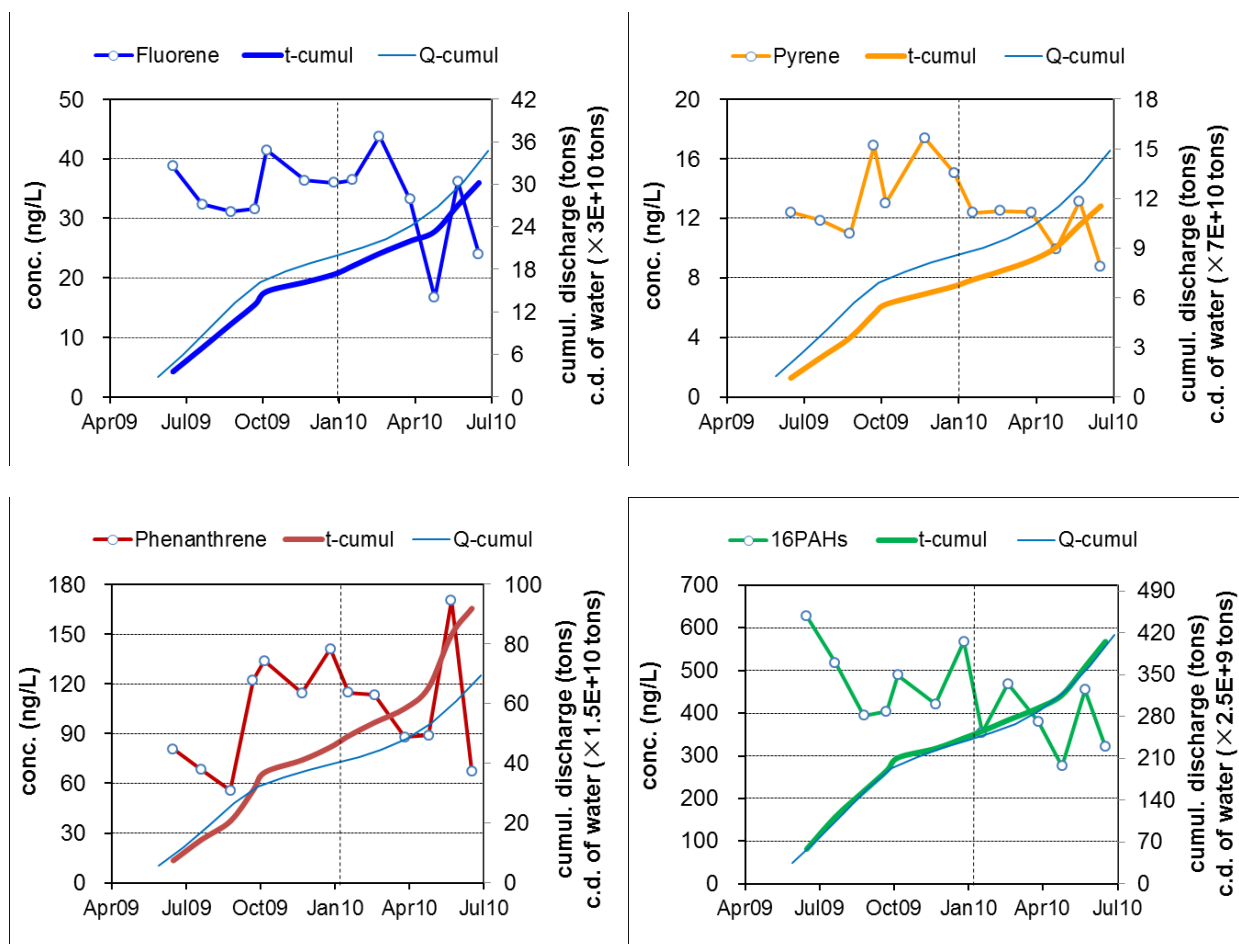 Fluorene t-cumul Q-cumul
50
40
30
20
10
0
conc. (ng/L)
42
36
30
24
18
12
6
0
cumul. discharge (tons)
c.d. of water (×3E+10 tons)
Apr09 Jul09 Oct09 Jan10 Apr10 Jul10
Pyrene t-cumul Q-cumul
20
16
12
8
4
0
conc. (ng/L)
18
15
12
9
6
3
0
cumul. discharge (tons)
c.d. of water (×7E+10 tons)
Apr09 Jul09 Oct09 Jan10 Apr10 Jul10
Phenanthrene t-cumul Q-cumul
180
150
120
90
60
30
0
conc. (ng/L)
100
80
60
40
20
0
cumul. discharge (tons)
c.d. of water (×1.5E+10 tons)
Apr09 Jul09 Oct09 Jan10 Apr10 Jul10
16PAHs t-cumul Q-cumul
700
600
500
400
300
200
100
0
conc. (ng/L)
490
420
350
280
210
140
70
0
cumul. discharge (tons)
c.d. of water (×2.5E+9 tons)
Apr09 Jul09 Oct09 Jan10 Apr10 Jul10